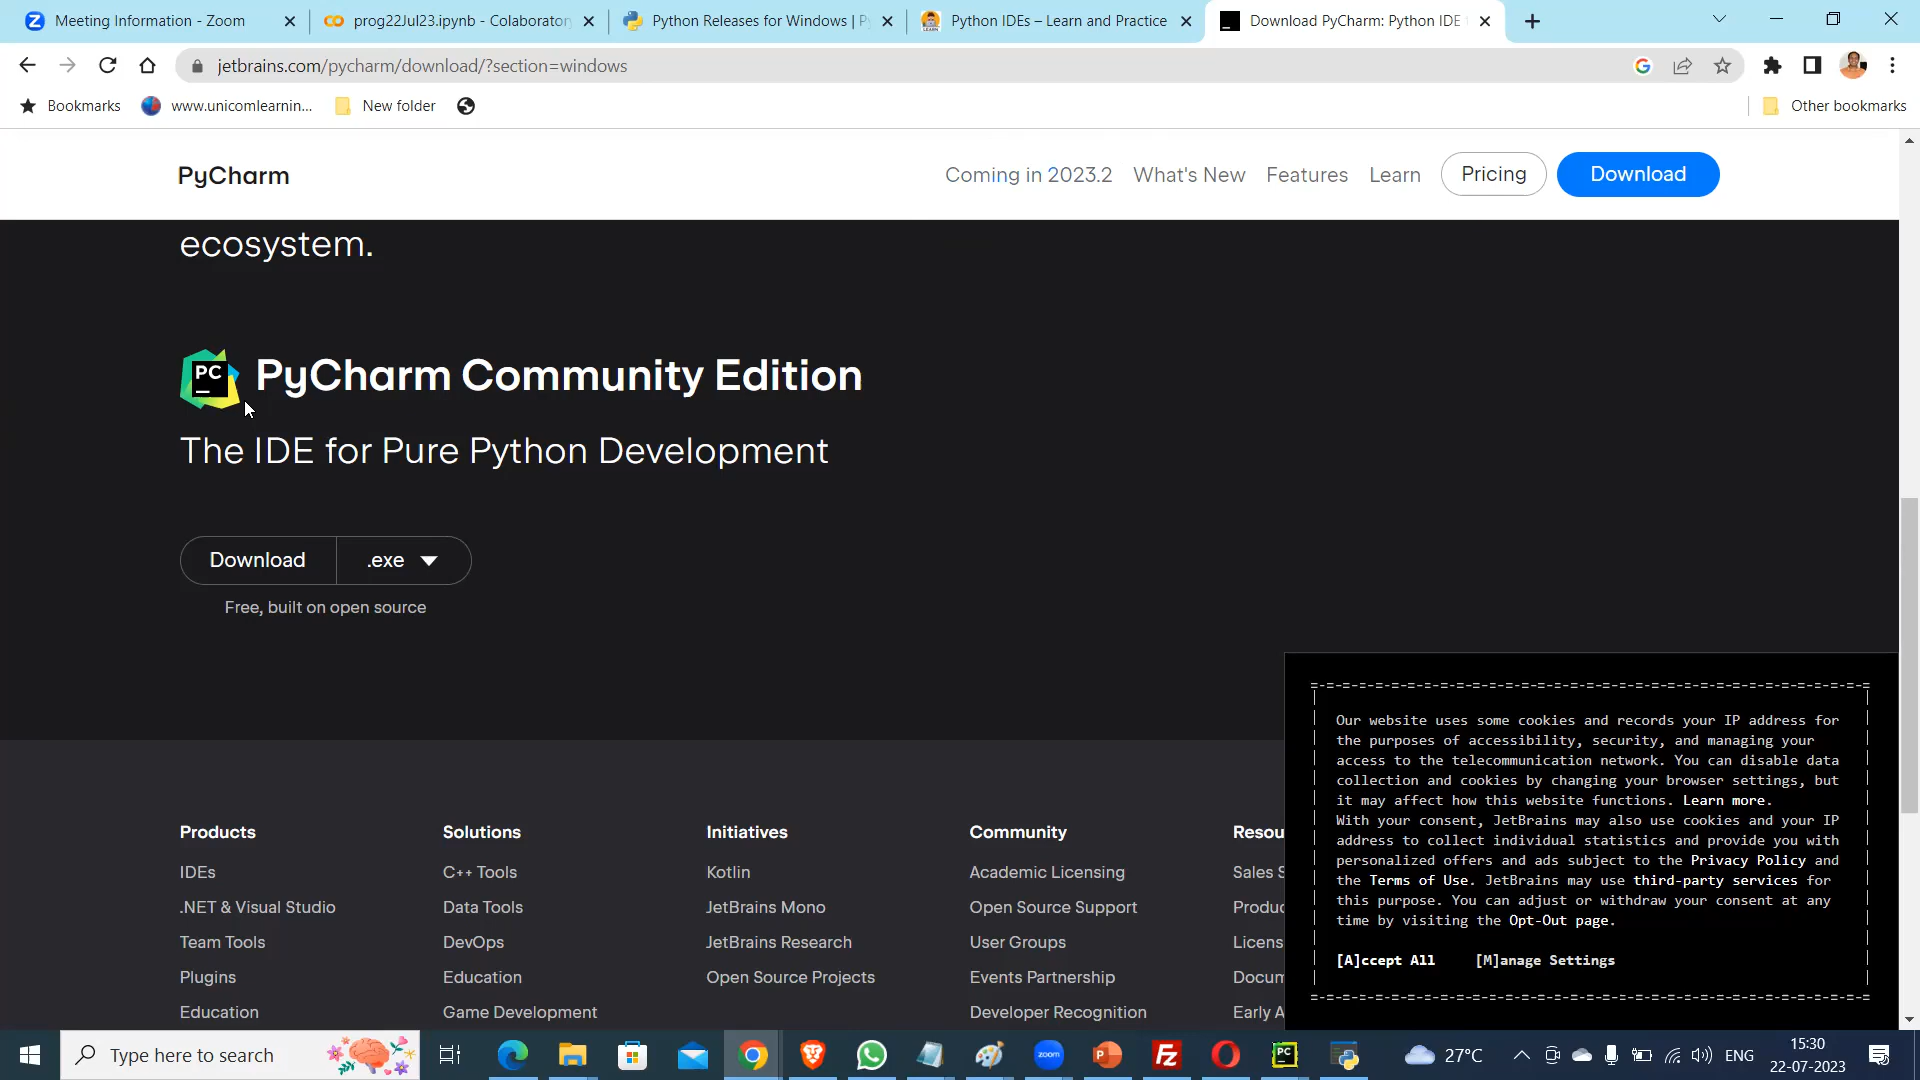 Meeting Information - Zoom
prog22Jul23.ipynb - Colaboratory
Python Releases for Windows | Py
Python IDEs – Learn and Practice
Download PyCharm: Python IDE
jetbrains.com/pycharm/download/?section=windows
Bookmarks
www.unicomlearnin...
New folder
Other bookmarks
PyCharm
Coming in 2023.2
What's New
Features
Learn
Pricing
Download
ecosystem.
PC
PyCharm Community Edition
The IDE for Pure Python Development
Download
.exe
Free, built on open source
Products
IDEs
.NET & Visual Studio
Team Tools
Plugins
Education
Solutions
C++ Tools
Data Tools
DevOps
Education
Game Development
Initiatives
Kotlin
JetBrains Mono
JetBrains Research
Open Source Projects
Community
Academic Licensing
Open Source Support
User Groups
Events Partnership
Developer Recognition
Resou
Sales S
Produc
Licens
Docum
Early A
Our website uses some cookies and records your IP address for
the purposes of accessibility, security, and managing your
access to the telecommunication network. You can disable data
collection and cookies by changing your browser settings, but
it may affect how this website functions. Learn more.
With your consent, JetBrains may also use cookies and your IP
address to collect individual statistics and provide you with
personalized offers and ads subject to the Privacy Policy and
the Terms of Use. JetBrains may use third-party services for
this purpose. You can adjust or withdraw your consent at any
time by visiting the Opt-Out page.
[A]ccept All
[M]anage Settings
Type here to search
zoom
PC
27°C
ENG
15:30
22-07-2023